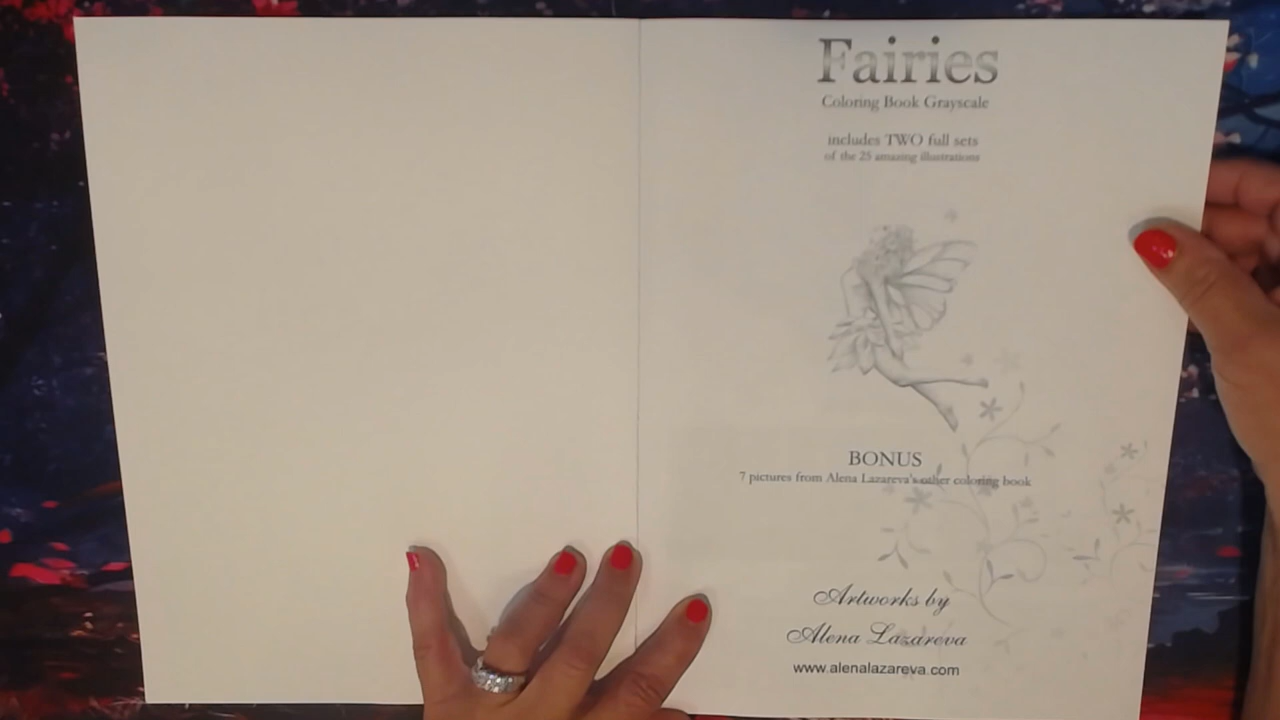 Fairies
Coloring Book Grayscale
includes TWO full sets
of the 25 amazing illustrations
BONUS
7 pictures from Alena Lazareva's other coloring book
Artworks by
Alena Lazareva
www.alenalazareva.com